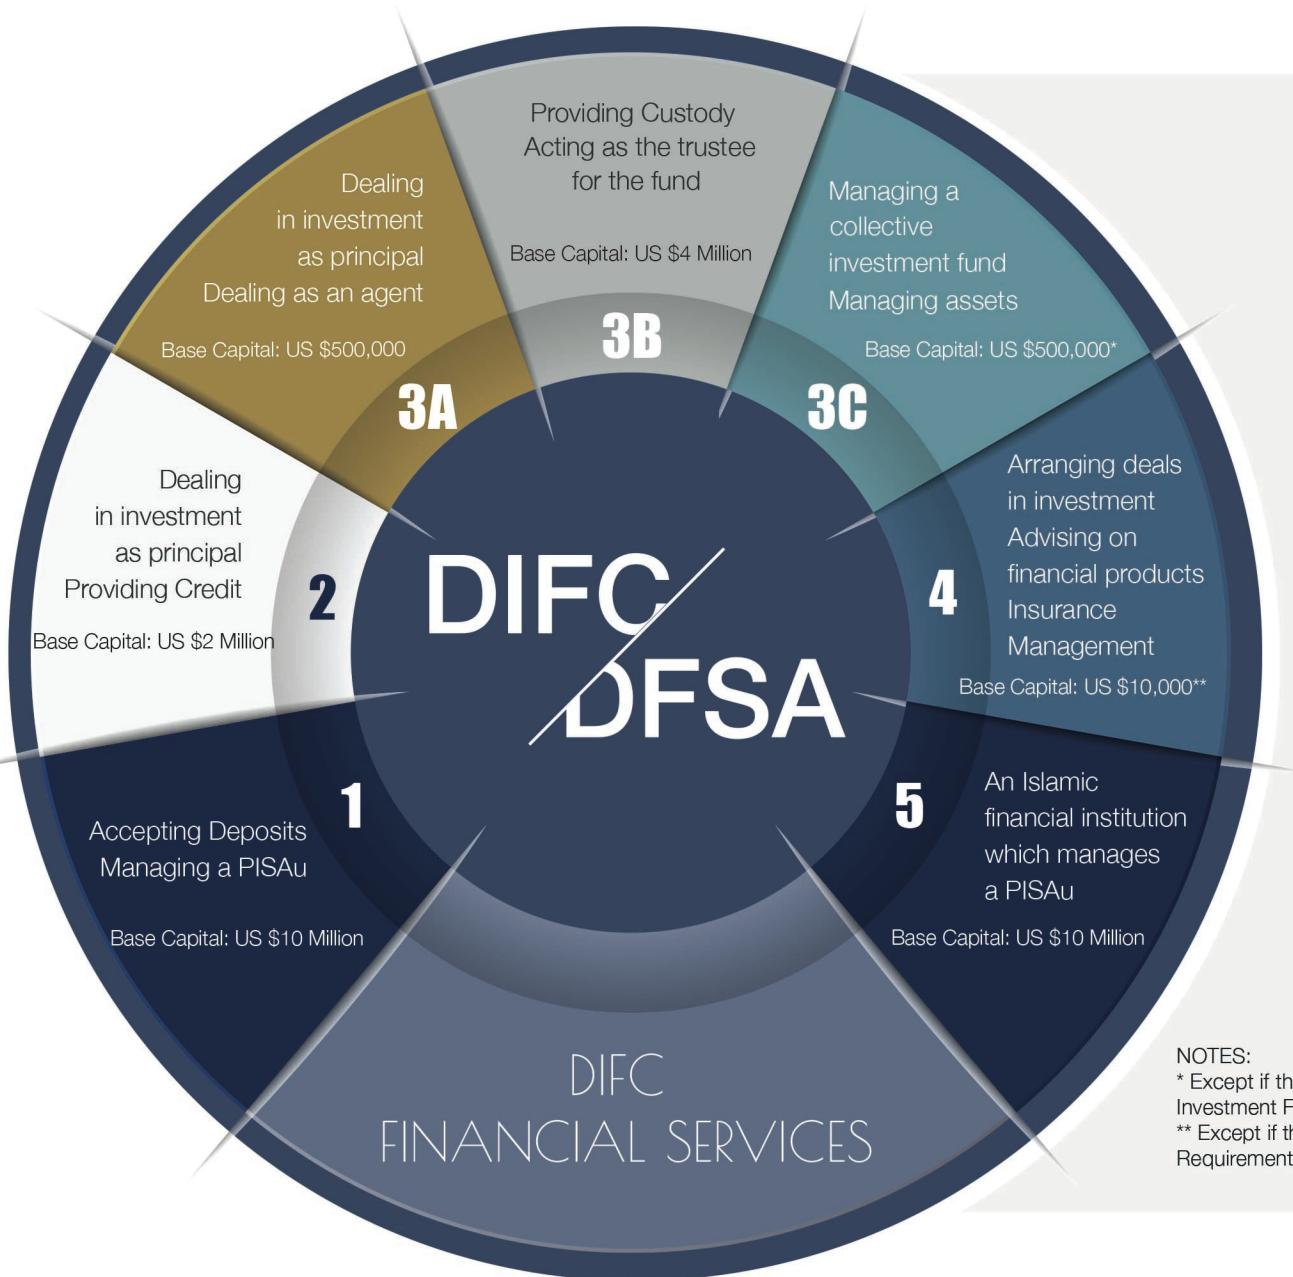 Providing Custody
Acting as the trustee
for the fund
Base Capital: US $4 Million
3B
Dealing
in investment
as principal
Dealing as an agent
Base Capital: US $500,000
3A
Managing a
collective
investment fund
Managing assets
Base Capital: US $500,000*
3C
Dealing
in investment
as principal
Providing Credit
Base Capital: US $2 Million
2
DIFC
DFSA
Arranging deals
in investment
Advising on
financial products
Insurance
Management
Base Capital: US $10,000**
4
Accepting Deposits
Managing a PISAu
Base Capital: US $10 Million
1
An Islamic
financial institution
which manages
a PISAu
Base Capital: US $10 Million
5
DIFC
FINANCIAL SERVICES
NOTES:
* Except if
Investment
** Except if
Requirement